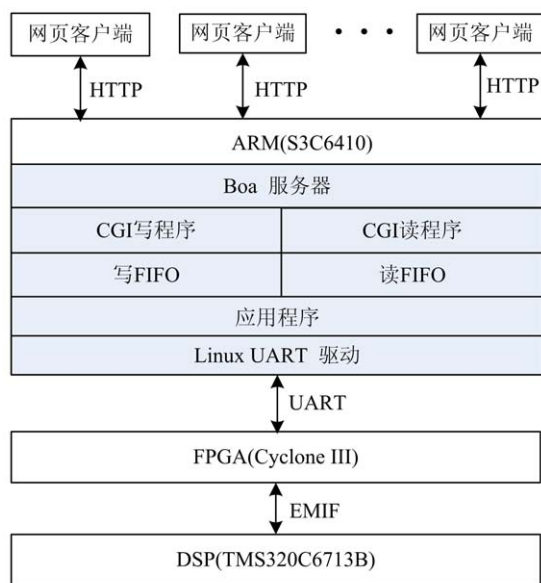 网页客户端 网页客户端 • • • 网页客户端
HTTP HTTP HTTP
ARM(S3C6410)
Boa 服务器
CGI写程序 CGI读程序
写FIFO 读FIFO
应用程序
Linux UART 驱动
UART
FPGA(Cyclone III)
EMIF
DSP(TMS320C6713B)